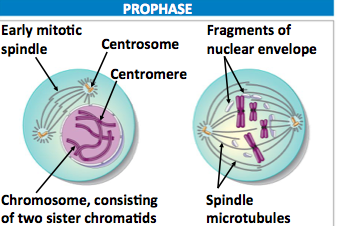 PROPHASE
Early mitotic
spindle
Centrosome
Centromere
Fragments of
nuclear envelope
Chromosome, consisting
of two sister chromatids
Spindle
microtubules